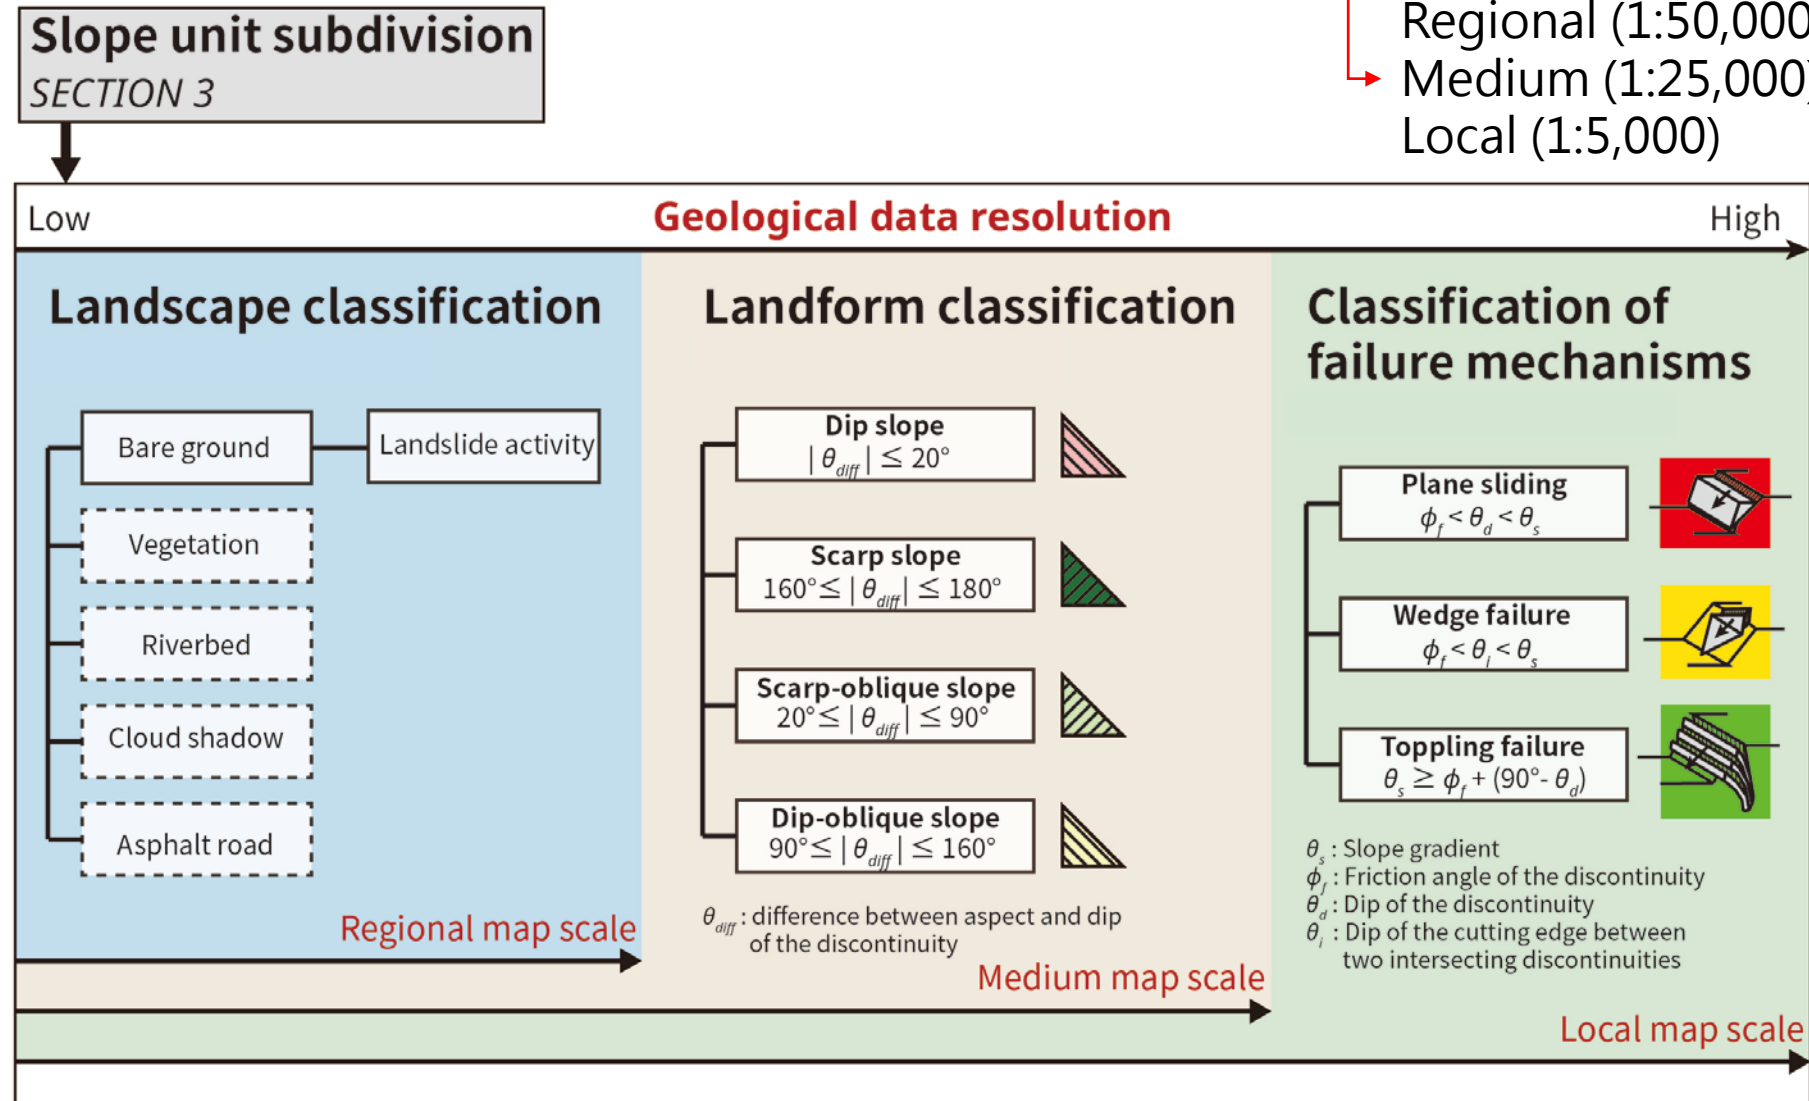 Slope unit subdivision
SECTION 3
Regional (1:50,000
Medium (1:25,000)
Local (1:5,000)
Low
Geological data resolution
High
Landscape classification
Bare ground
Landslide activity
Vegetation
Riverbed
Cloud shadow
Asphalt road
Regional map scale
Landform classification
Dip slope
|θdiff| ≤ 20°
Scarp slope
160°≤ |θdiff| ≤ 180°
Scarp-oblique slope
20°≤ |θdiff| ≤ 90°
Dip-oblique slope
90°≤ |θdiff| ≤ 160°
θdiff : difference between aspect and dip
of the discontinuity
Medium map scale
Classification of
failure mechanisms
Plane sliding
ϕf < θd < θs
Wedge failure
ϕf < θi < θs
Toppling failure
θs ≥ ϕf + (90°- θd)
θs : Slope gradient
ϕf : Friction angle of the discontinuity
θd : Dip of the discontinuity
θi : Dip of the cutting edge between
two intersecting discontinuities
Local map scale